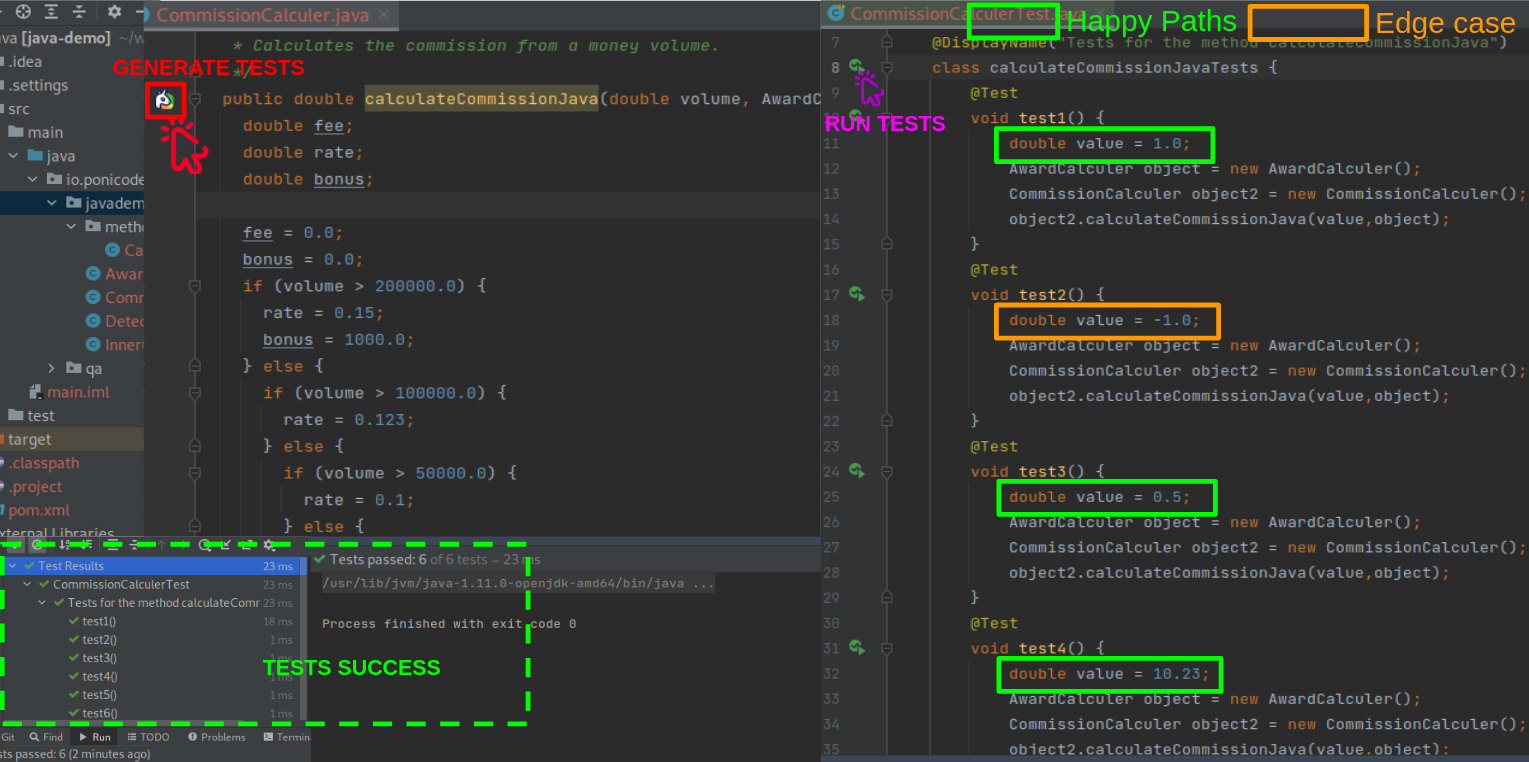 va [java-demo] ~/w
.idea
.settings
src
main
java
io.ponicode
javadem
meth
Ca
Awar
Comr
Detec
Inner
qa
main.iml
test
target
.classpath
.project
pom.xml
xternal Libraries
CommissionCalculer.java
* Calculates the commission from a money volume.
*/
GENERATE TESTS
public double calculateCommissionJava(double volume, AwardC
double fee;
double rate;
double bonus;
fee = 0.0;
bonus = 0.0;
if (volume > 200000.0) {
rate = 0.15;
bonus = 1000.0;
} else {
if (volume > 100000.0) {
rate = 0.123;
} else {
if (volume > 50000.0) {
rate = 0.1;
} else {
CommissionCalculerTest.java
Happy Paths
Edge case
7 @DisplayName("Tests for the method calculateCommissionJava")
8 class calculateCommissionJavaTests {
9 @Test
void test1() {
RUN TESTS
11 double value = 1.0;
12 AwardCalculer object = new AwardCalculer();
13 CommissionCalculer object2 = new CommissionCalculer();
14 object2.calculateCommissionJava(value,object);
15 }
16 @Test
17 void test2() {
18 double value = -1.0;
19 AwardCalculer object = new AwardCalculer();
20 CommissionCalculer object2 = new CommissionCalculer();
21 object2.calculateCommissionJava(value,object);
22 }
23 @Test
24 void test3() {
25 double value = 0.5;
26 AwardCalculer object = new AwardCalculer();
27 CommissionCalculer object2 = new CommissionCalculer();
28 object2.calculateCommissionJava(value,object);
29 }
30 @Test
31 void test4() {
32 double value = 10.23;
33 AwardCalculer object = new AwardCalculer();
34 CommissionCalculer object2 = new CommissionCalculer();
35 object2.calculateCommissionJava(value,object);
Test Results 23 ms
CommissionCalculerTest 23 ms
Tests for the method calculateComr 23 ms
test1() 18 ms
test2() 1 ms
test3() 1 ms
test4() 1 ms
test5() 1 ms
test6() 1 ms
TESTS SUCCESS
Tests passed: 6 of 6 tests – 23 ms
/usr/lib/jvm/java-1.11.0-openjdk-amd64/bin/java ...
Process finished with exit code 0
Git Find Run TODO Problems Termin
sts passed: 6 (2 minutes ago)